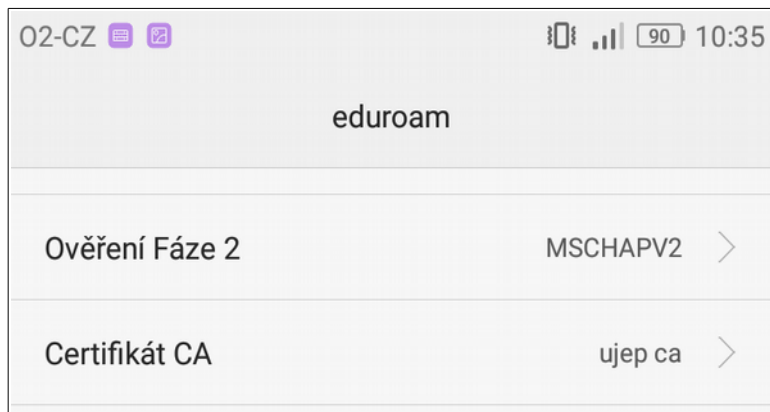 O2-CZ 90 10:35
eduroam
Ověření Fáze 2 MSCHAPV2
Certifikát CA ujep ca